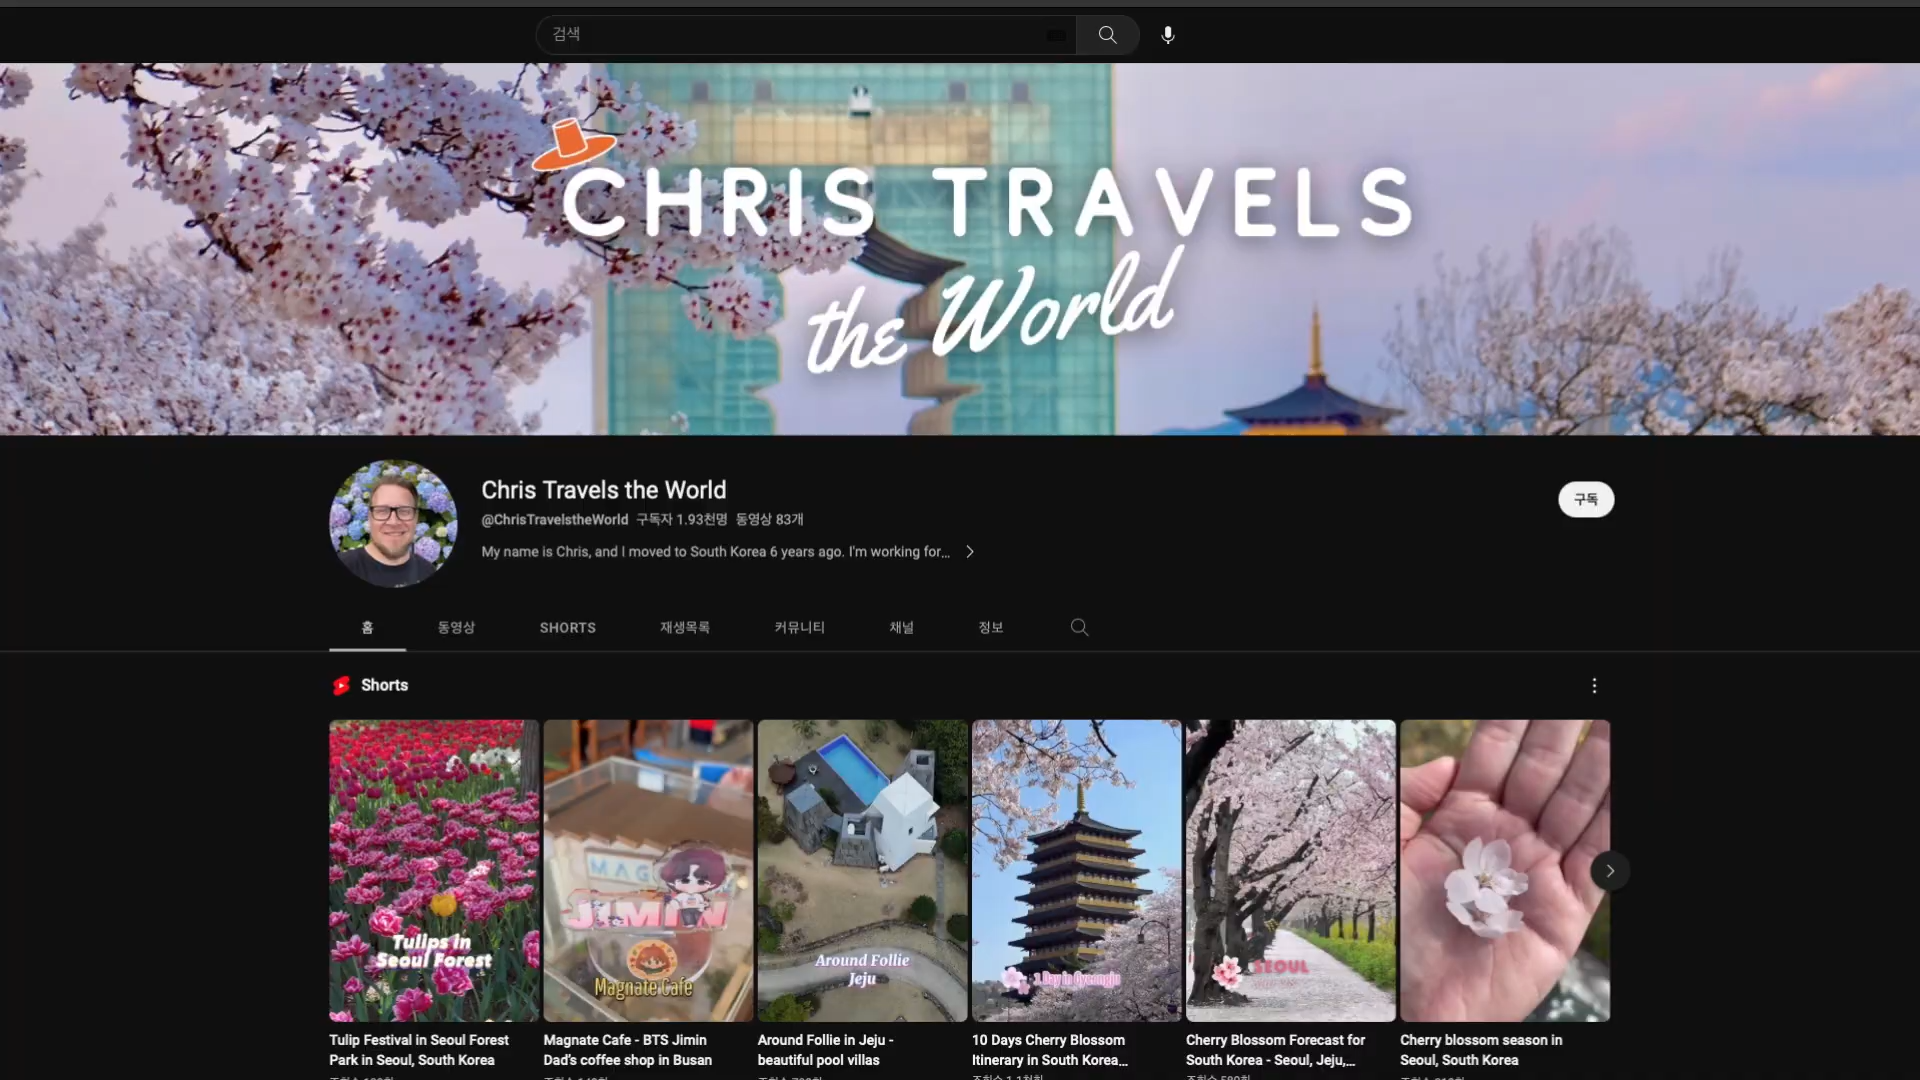 검색
CHRIS TRAVELS
the World
Chris Travels the World
@ChrisTravelstheWorld 구독자 1.93천명 동영상 83개
구독
My name is Chris, and I moved to South Korea 6 years ago. I'm working for...
홈 동영상 SHORTS 재생목록 커뮤니티 채널 정보
Shorts
Tulips in
Seoul Forest
JIMIN
Magnate Cafe
Around Follie
Jeju
1 Day in Gyeongju
SEOUL
Tulip Festival in Seoul Forest
Park in Seoul, South Korea
Magnate Cafe - BTS Jimin
Dad's coffee shop in Busan
Around Follie in Jeju -
beautiful pool villas
10 Days Cherry Blossom
Itinerary in South Korea...
Cherry Blossom Forecast for
South Korea - Seoul, Jeju,...
Cherry blossom season in
Seoul, South Korea